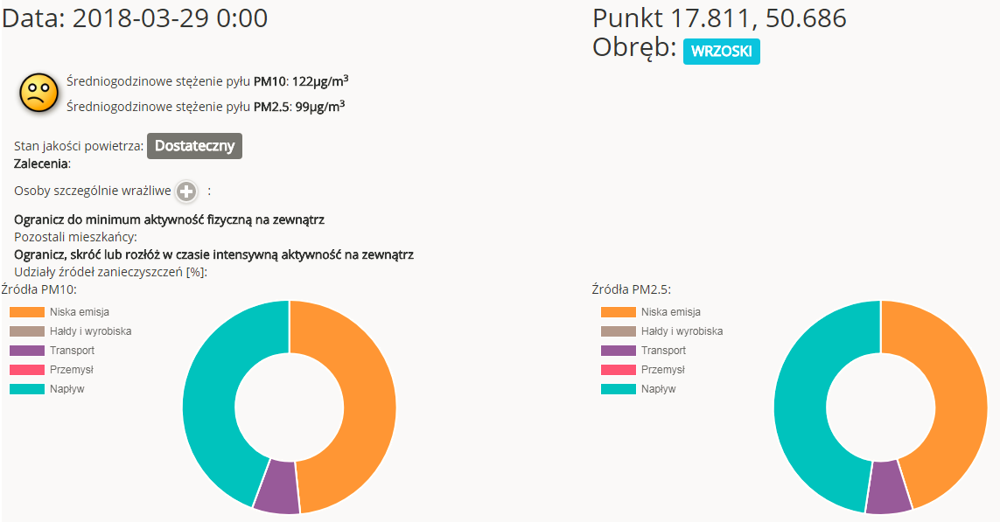 Data: 2018-03-29 0:00
Punkt 17.811, 50.686
Obręb: WRZOSKI
Średniogodzinowe stężenie pyłu PM10: 122µg/m³
Średniogodzinowe stężenie pyłu PM2.5: 99µg/m³
Stan jakości powietrza: Dostateczny
Zalecenia:
Osoby szczególnie wrażliwe :
Ogranicz do minimum aktywność fizyczną na zewnątrz
Pozostali mieszkańcy:
Ogranicz, skróć lub rozłóż w czasie intensywną aktywność na zewnątrz
Udziały źródeł zanieczyszczeń [%]:
Źródła PM10:
Niska emisja
Hałdy i wyrobiska
Transport
Przemysł
Napływ
Źródła PM2.5:
Niska emisja
Hałdy i wyrobiska
Transport
Przemysł
Napływ